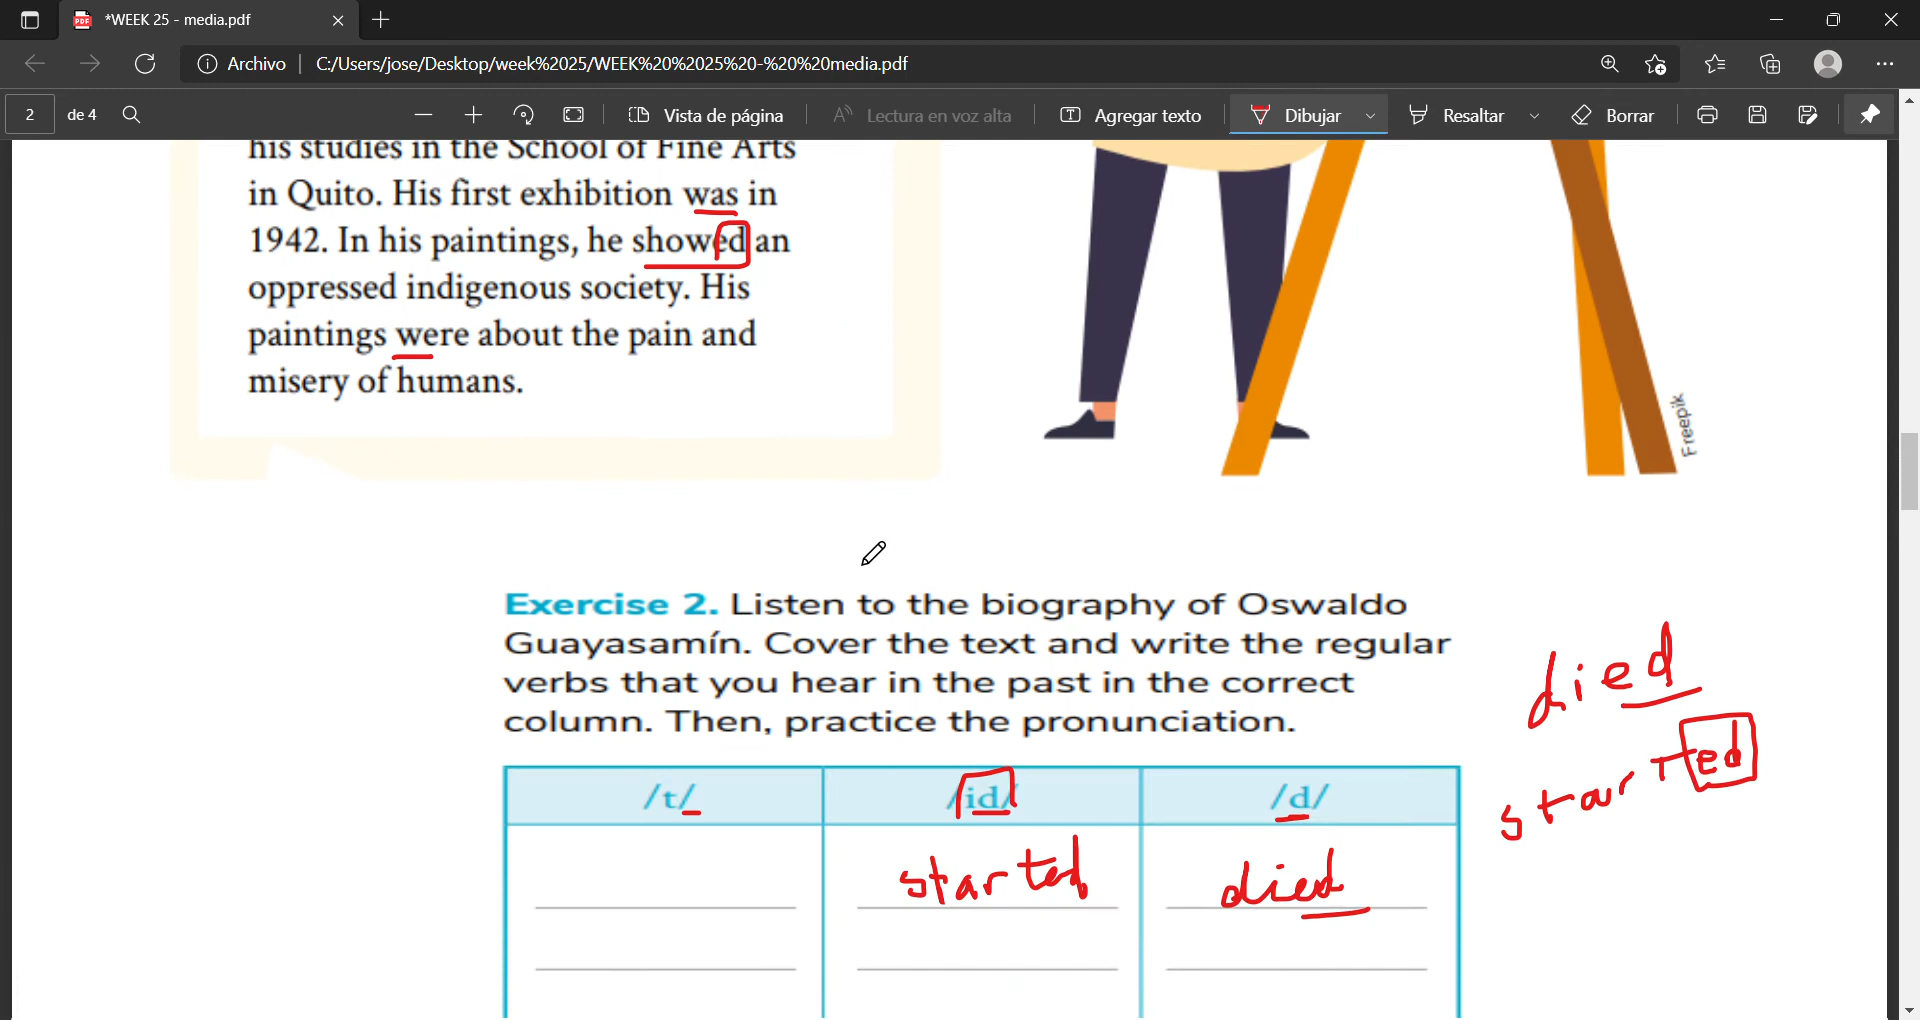 *WEEK 25 - media.pdf
Archivo C:/Users/jose/Desktop/week%2025/WEEK%20%2025%20-%20%20media.pdf
2 de 4 Vista de página Lectura en voz alta Agregar texto Dibujar Resaltar Borrar
his studies in the School of Fine Arts
in Quito. His first exhibition was in
1942. In his paintings, he showed an
oppressed indigenous society. His
paintings were about the pain and
misery of humans.
Freepik
Exercise 2. Listen to the biography of Oswaldo
Guayasamín. Cover the text and write the regular
verbs that you hear in the past in the correct
column. Then, practice the pronunciation.
died
started
/t/ /id/ /d/
started died